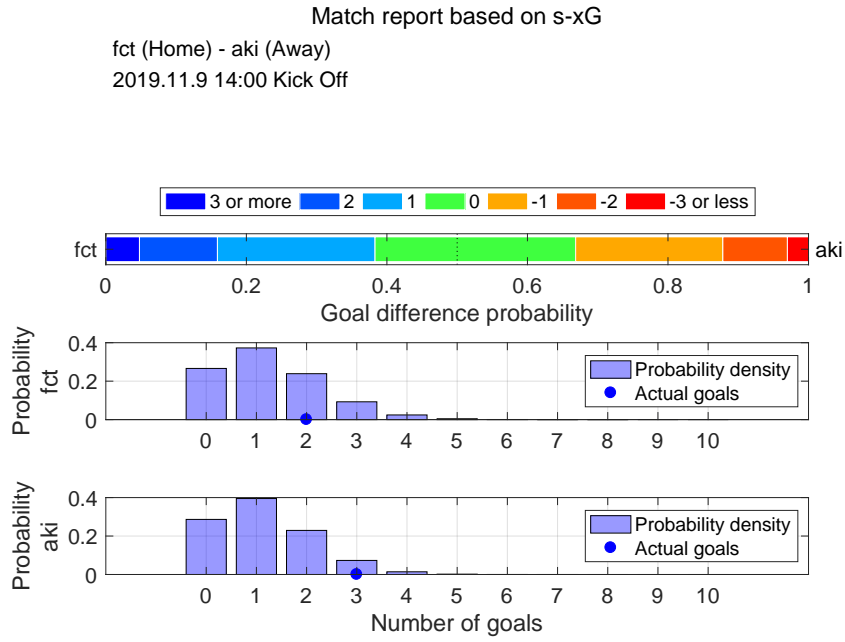 Match report based on s-xG
fct (Home) - aki (Away)
2019.11.9 14:00 Kick Off
3 or more 2 1 0 -1 -2 -3 or less
fct aki
0 0.2 0.4 0.6 0.8 1
Goal difference probability
Probability
fct
0.4
0.2
0
Probability density
Actual goals
0 1 2 3 4 5 6 7 8 9 10
Probability
aki
0.4
0.2
0
Probability density
Actual goals
0 1 2 3 4 5 6 7 8 9 10
Number of goals